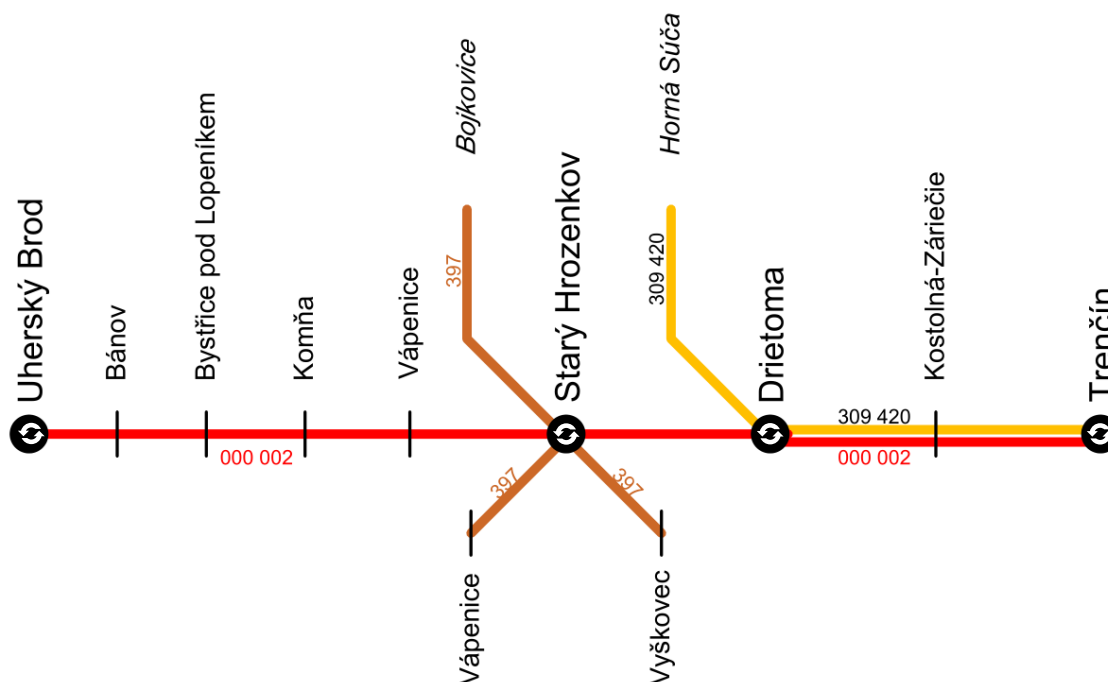 Uherský Brod
Bánov
Bystřice pod Lopeníkem
Komňa
Vápenice
Bojkovice
Starý Hrozenkov
Horná Súča
Drietoma
Kostolná-Záriečie
Trenčín
397
309 420
309 420
000 002
000 002
397
397
Vápenice
Vyškovec